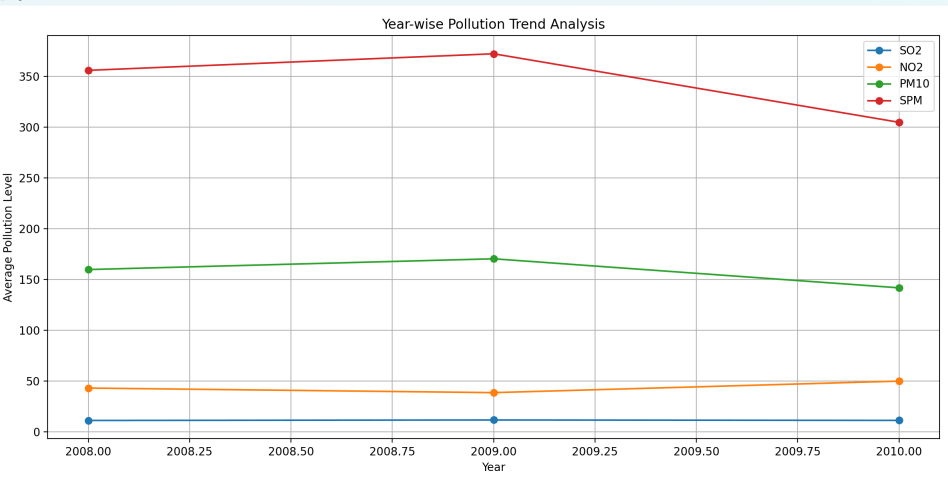 Year-wise Pollution Trend Analysis
SO2
NO2
PM10
SPM
Average Pollution Level
350
300
250
200
150
100
50
0
2008.00 2008.25 2008.50 2008.75 2009.00 2009.25 2009.50 2009.75 2010.00
Year